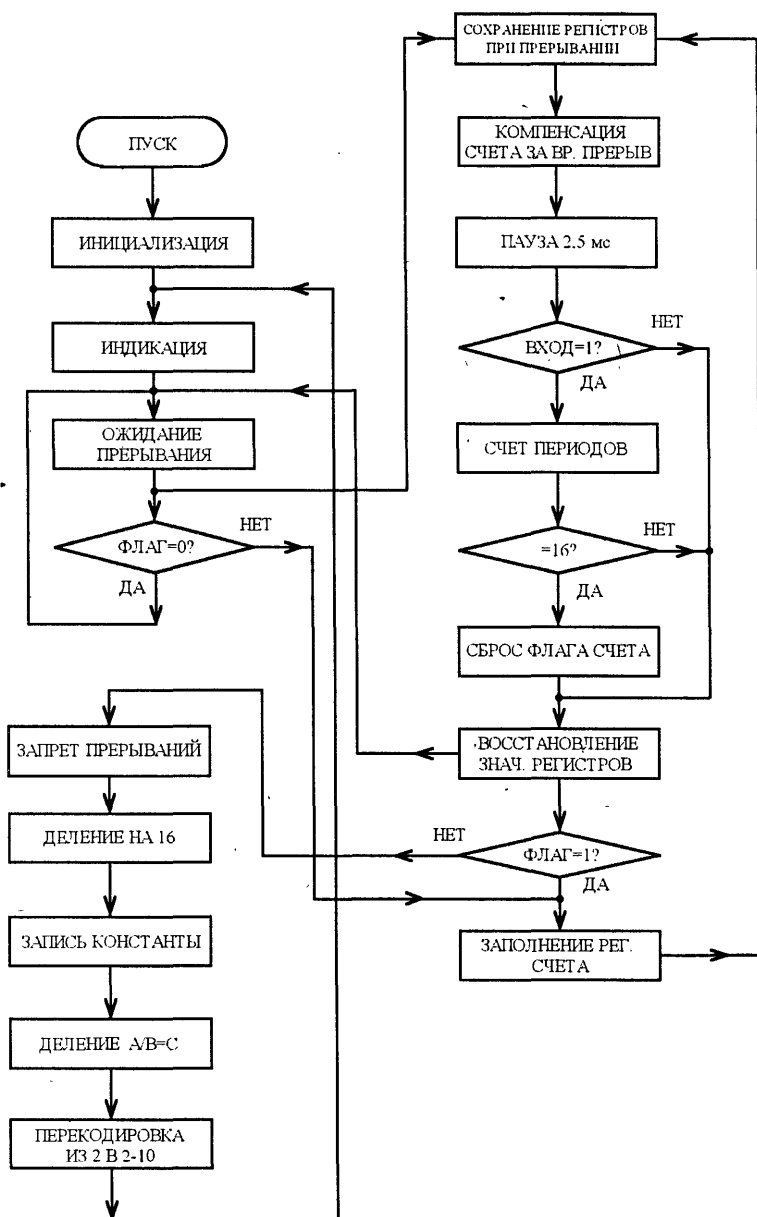 ПУСК
ИНИЦИАЛИЗАЦИЯ
ИНДИКАЦИЯ
ОЖИДАНИЕ
ПРЕРЫВАНИЯ
ФЛАГ=0?
НЕТ
ДА
СОХРАНЕНИЕ РЕГИСТРОВ
ПРИ ПРЕРЫВАНИИ
КОМПЕНСАЦИЯ
СЧЕТА ЗА ВР. ПРЕРЫВ
ПАУЗА 2,5 мс
ВХОД=1?
НЕТ
ДА
СЧЕТ ПЕРИОДОВ
=16?
НЕТ
ДА
СБРОС ФЛАГА СЧЕТА
ВОССТАНОВЛЕНИЕ
ЗНАЧ. РЕГИСТРОВ
ФЛАГ=1?
НЕТ
ДА
ЗАПОЛНЕНИЕ РЕГ.
СЧЕТА
ЗАПРЕТ ПРЕРЫВАНИЙ
ДЕЛЕНИЕ НА 16
ЗАПИСЬ КОНСТАНТЫ
ДЕЛЕНИЕ А/В=С
ПЕРЕКОДИРОВКА
ИЗ 2 В 2-10